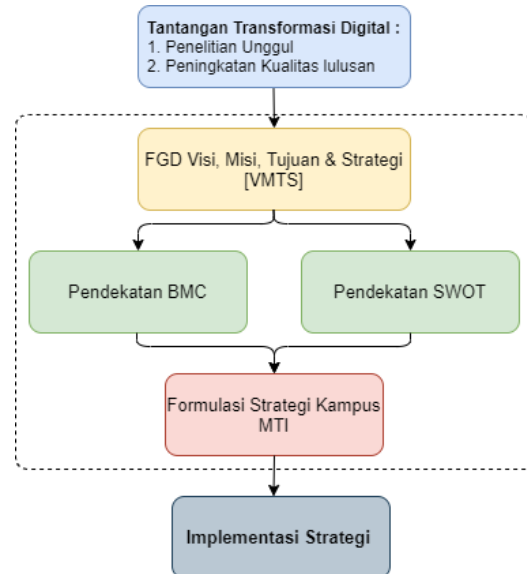 Tantangan Transformasi Digital :
1. Penelitian Unggul
2. Peningkatan Kualitas lulusan
FGD Visi, Misi, Tujuan & Strategi
[VMTS]
Pendekatan BMC
Pendekatan SWOT
Formulasi Strategi Kampus
MTI
Implementasi Strategi